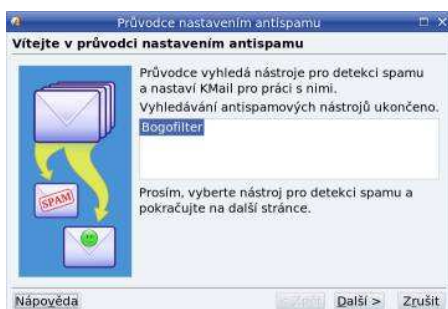 Průvodce nastavením antispamu
Vítejte v průvodci nastavením antispamu
Průvodce vyhledá nástroje pro detekci spamu
a nastaví KMail pro práci s nimi.
Vyhledávání antispamových nástrojů ukončeno.
Bogofilter
SPAM
Prosím, vyberte nástroj pro detekci spamu a
pokračujte na další stránce.
Nápověda
< Zpět
Další >
Zrušit